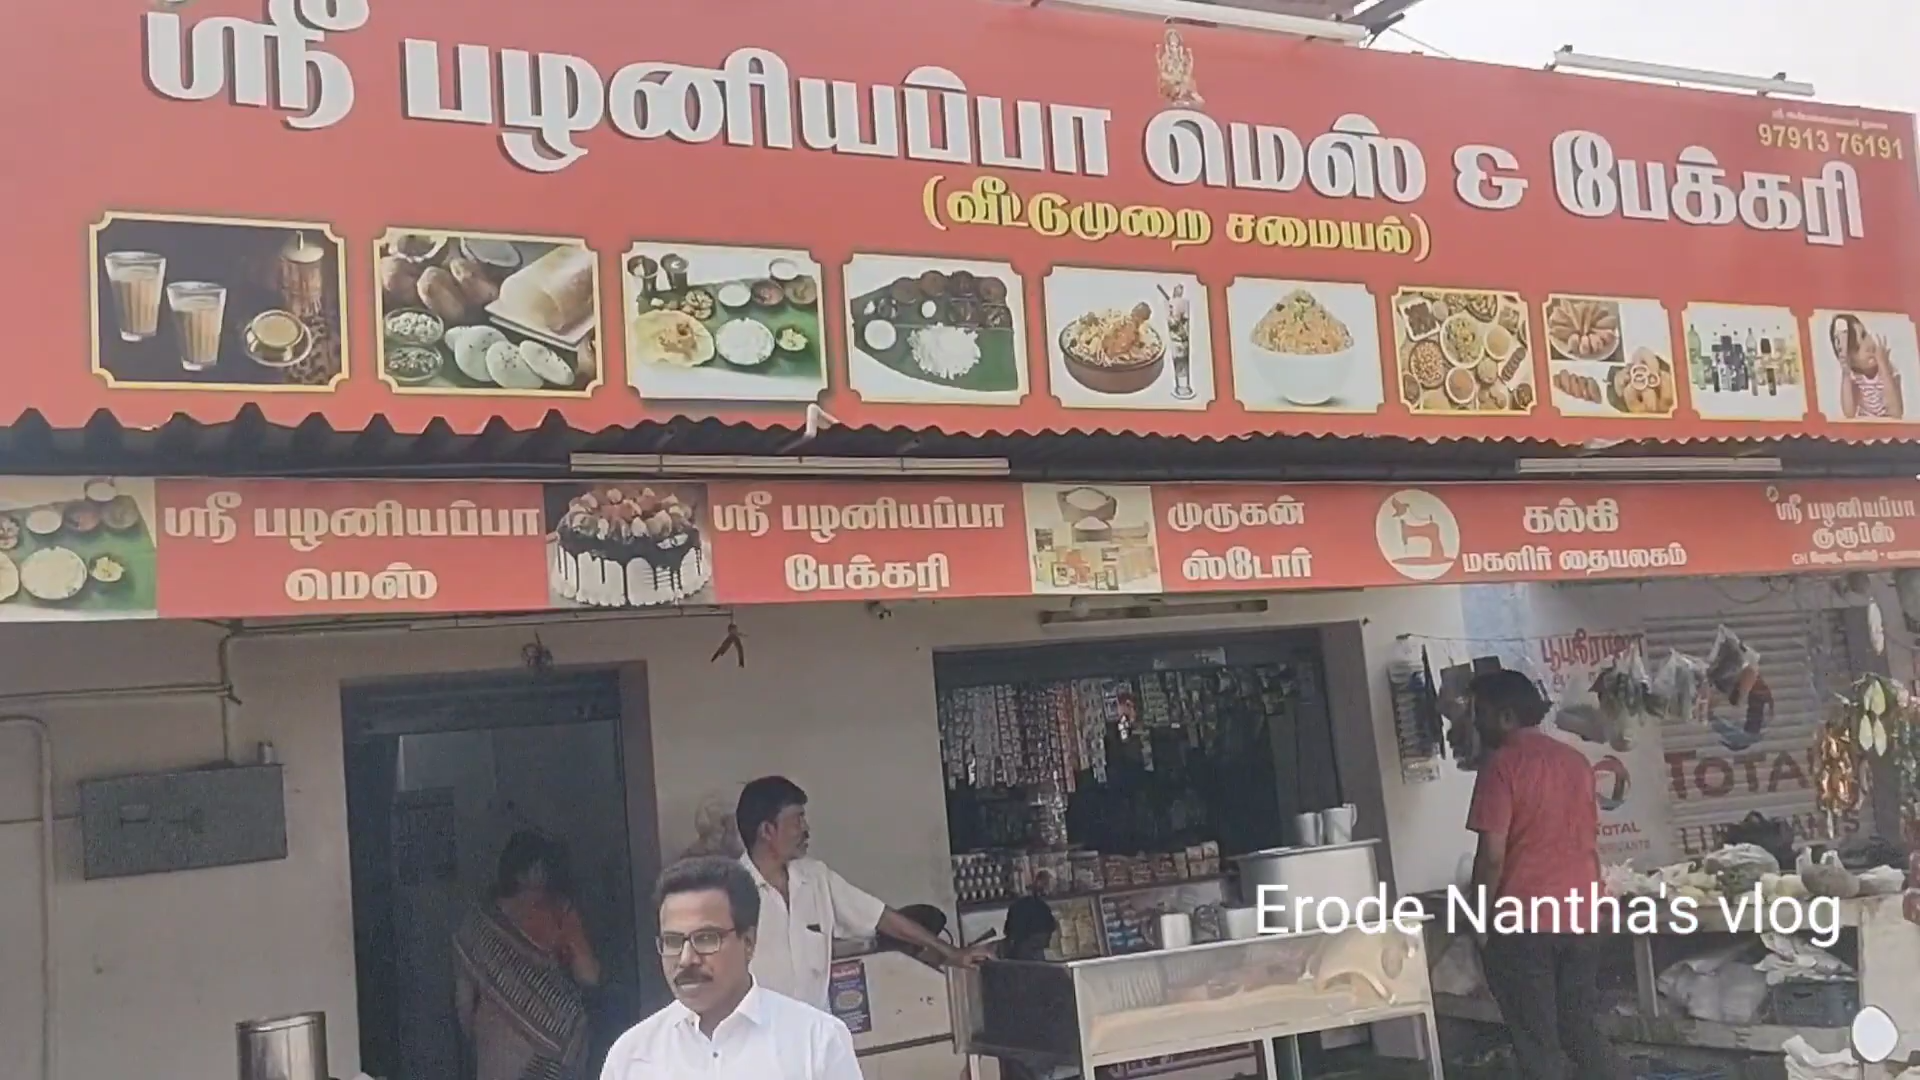 ஸ்ரீ பழனியப்பா மெஸ் & பேக்கரி
97913 76191
(வீட்டுமுறை சமையல்)
ஸ்ரீ பழனியப்பா
மெஸ்
ஸ்ரீ பழனியப்பா
பேக்கரி
முருகன்
ஸ்டோர்
கல்கி
மகளிர் தையலகம்
ஸ்ரீ பழனியப்பா
குரூப்ஸ்
TOTA
TOTAL
Erode Nantha's vlog